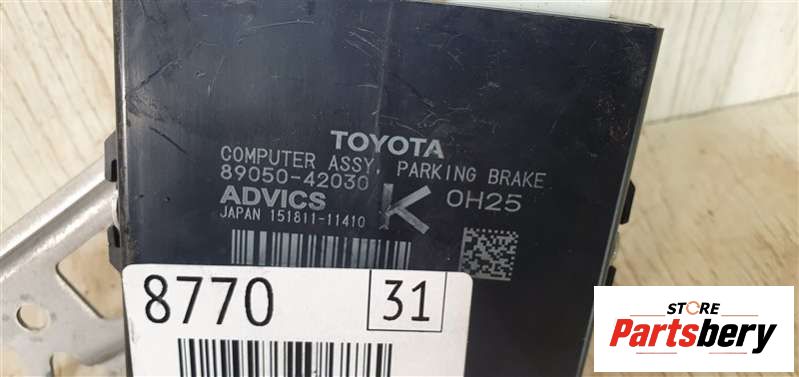 TOYOTA
COMPUTER ASSY, PARKING BRAKE
89050-42030
ADVICS K 0H25
JAPAN 151811-11410
8770 31
STORE
Partsbery